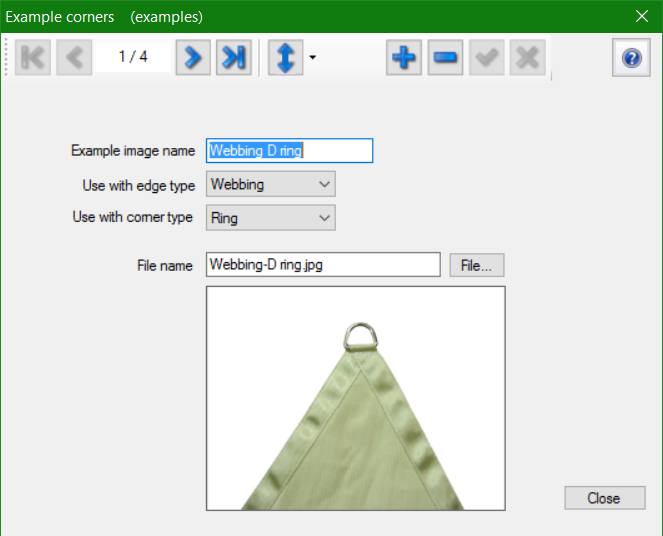 Example corners (examples)
1 / 4
Example image name Webbing D ring
Use with edge type Webbing
Use with corner type Ring
File name Webbing-D ring.jpg File...
Close